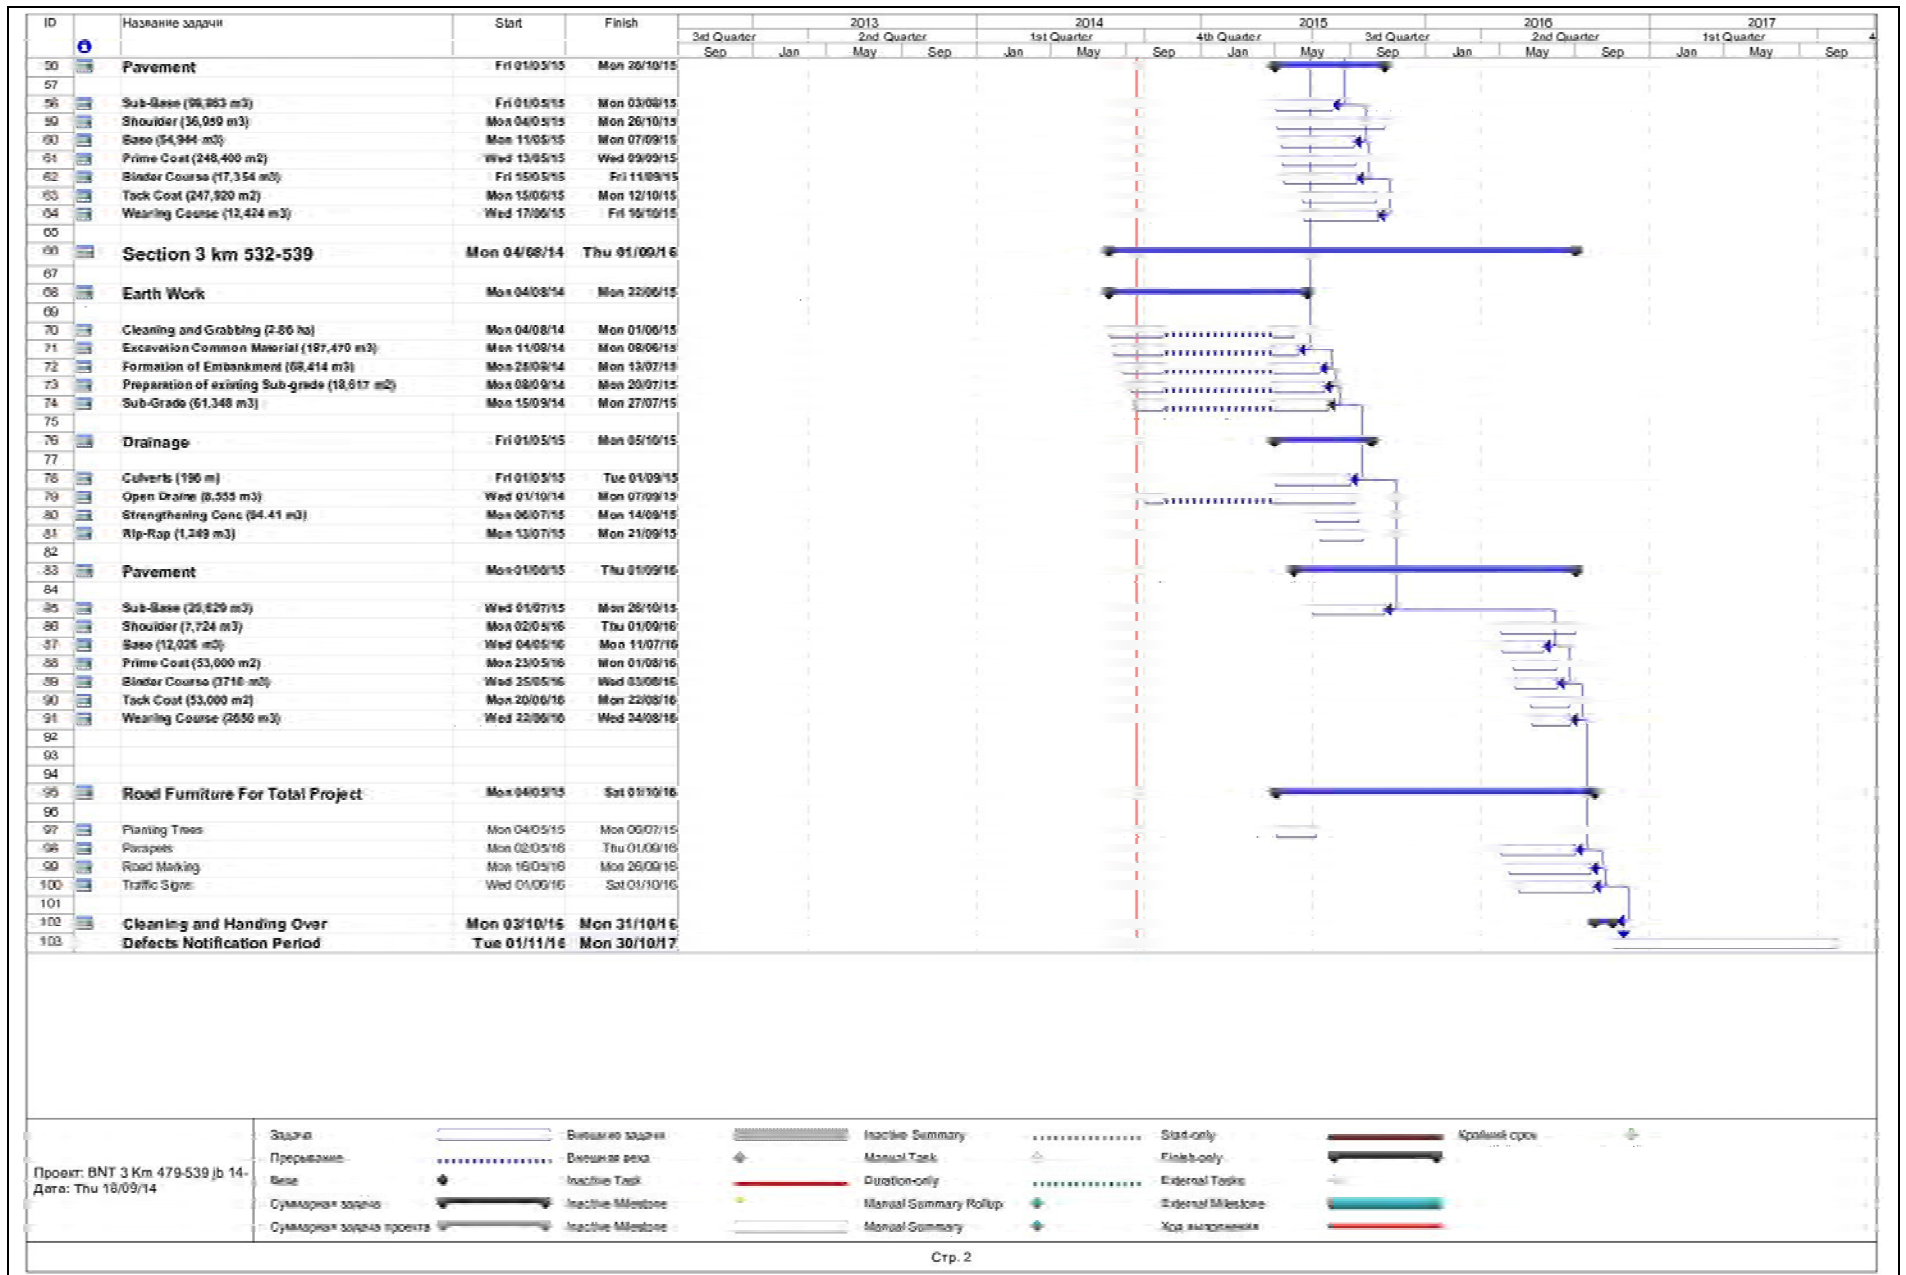 ID Название задачи Start Finish 2013 2014 2015 2016 2017
3rd Quarter 2nd Quarter 1st Quarter 4th Quarter 3rd Quarter 2nd Quarter 1st Quarter 4
Sep Jan May Sep Jan May Sep Jan May Sep Jan May Sep Jan May Sep
Pavement Fri 01/05/15 Mon 26/10/15
57
Sub-Base Fri 01/05/15 Mon 03/08/15
59 Shoulder (36,959 m3) Mon 04/05/15 Mon 26/10/15
60 Base (54,944 m3) Mon 11/05/15 Mon 07/09/15
61 Prime Coat (248,400 m2) Wed 13/05/15 Wed 09/09/15
62 Binder Course (17,354 m3) Fri 15/05/15 Fri 11/09/15
63 Tack Coat (247,920 m2) Mon 15/06/15 Mon 12/10/15
64 Wearing Course (12,424 m3) Wed 17/06/15 Fri 16/10/15
65
66 Section 3 km 532-539 Mon 04/08/14 Thu 01/09/16
67
68 Earth Work Mon 04/08/14 Mon 22/06/15
69
70 Cleaning and Grabbing (2.86 ha) Mon 04/08/14 Mon 01/06/15
71 Excavation Common Material (187,470 m3) Mon 11/08/14 Mon 08/06/15
72 Formation of Embankment (68,414 m3) Mon 25/08/14 Mon 13/07/15
73 Preparation of existing Sub-grade (18,617 m2) Mon 08/09/14 Mon 20/07/15
74 Sub-Grade (61,348 m3) Mon 15/09/14 Mon 27/07/15
75
76 Drainage Fri 01/05/15 Mon 05/10/15
77
78 Culverts (196 m) Fri 01/05/15 Tue 01/09/15
79 Open Drains (8,555 m3) Wed 01/10/14 Mon 07/09/15
80 Strengthening Conc (94.41 m3) Mon 06/07/15 Mon 14/09/15
81 Rip-Rap (1,249 m3) Mon 13/07/15 Mon 21/09/15
82
83 Pavement Mon 01/06/15 Thu 01/09/16
84
85 Sub-Base (25,629 m3) Wed 01/07/15 Mon 26/10/15
86 Shoulder (7,724 m3) Mon 02/05/16 Thu 01/09/16
87 Base (12,026 m3) Wed 04/05/16 Mon 11/07/16
88 Prime Coat (53,000 m2) Mon 23/05/16 Mon 01/08/16
89 Binder Course (3710 m3) Wed 25/05/16 Wed 03/08/16
90 Tack Coat (53,000 m2) Mon 20/06/16 Mon 22/08/16
91 Wearing Course (2650 m3) Wed 22/06/16 Wed 24/08/16
92
93
94
95 Road Furniture For Total Project Mon 04/05/15 Sat 01/10/16
96
97 Planting Trees Mon 04/05/15 Mon 06/07/15
98 Parapets Mon 02/05/16 Thu 01/09/16
99 Road Marking Mon 16/05/16 Mon 26/09/16
100 Traffic Signs Wed 01/06/16 Sat 01/10/16
101
102 Cleaning and Handing Over Mon 03/10/16 Mon 31/10/16
103 Defects Notification Period Tue 01/11/16 Mon 30/10/17
Проект: BNT 3 Km 479-539 jb 14-
Дата: Thu 18/09/14
Задача Внешние задачи Inactive Summary Start-only Крайний срок
Прерывание Внешняя веха Manual Task Finish-only
Веха Inactive Task Duration-only External Tasks
Суммарная задача Inactive Milestone Manual Summary Rollup External Milestone
Суммарная задача проекта Inactive Milestone Manual Summary Ход выполнения
Стр. 2